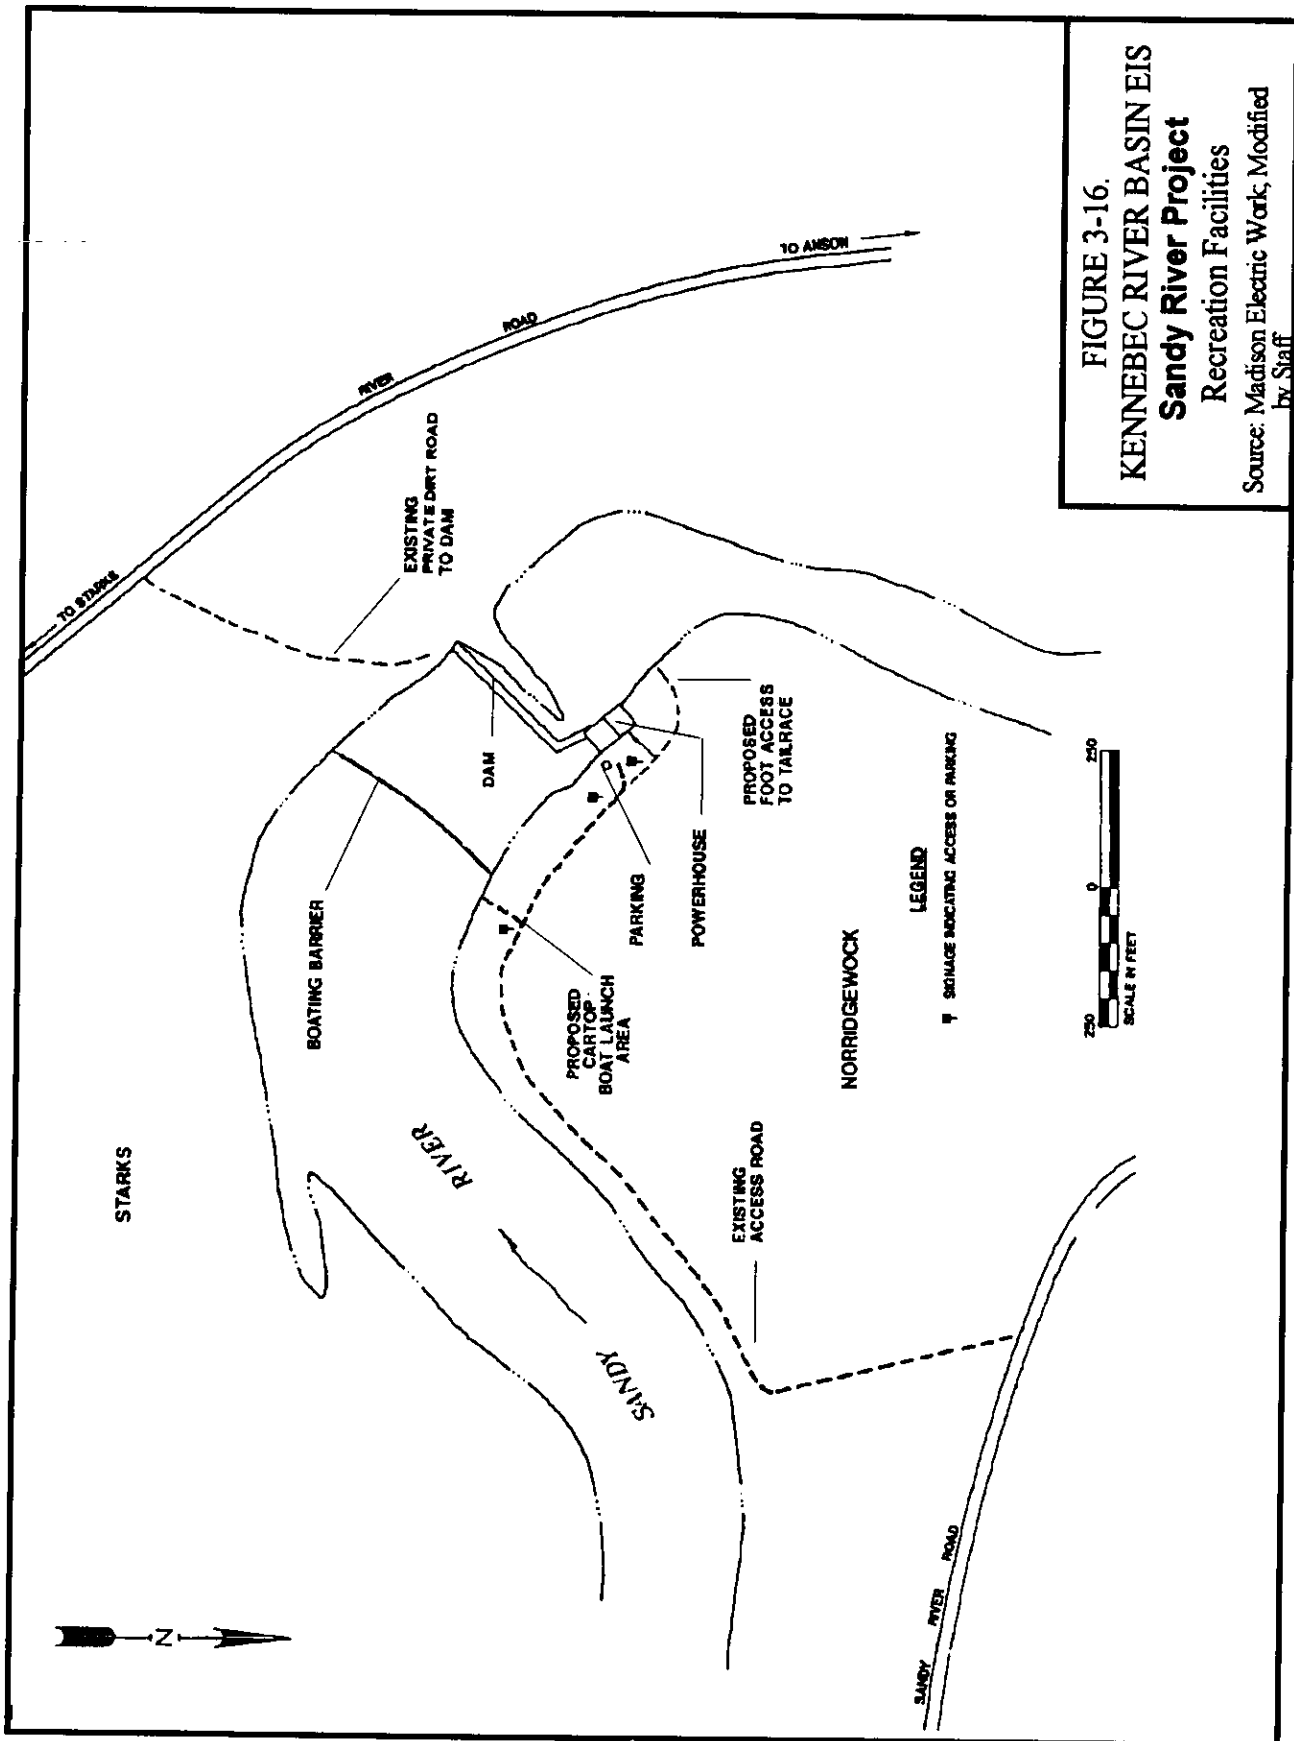 STARKS
TO STARKS
RIVER
ROAD
TO ANSON
EXISTING
PRIVATE DIRT ROAD
TO DAM
BOATING BARRIER
DAM
SANDY
RIVER
PROPOSED
CARTOP
BOAT LAUNCH
AREA
PARKING
POWERHOUSE
PROPOSED
FOOT ACCESS
TO TAILRACE
EXISTING
ACCESS ROAD
NORRIDGEWOCK
SANDY
RIVER
ROAD
N
LEGEND
SIGNAGE INDICATING ACCESS OR PARKING
250
0
250
SCALE IN FEET
FIGURE 3-16.
KENNEBEC RIVER BASIN EIS
Sandy River Project
Recreation Facilities
Source: Madison Electric Work; Modified
by Staff